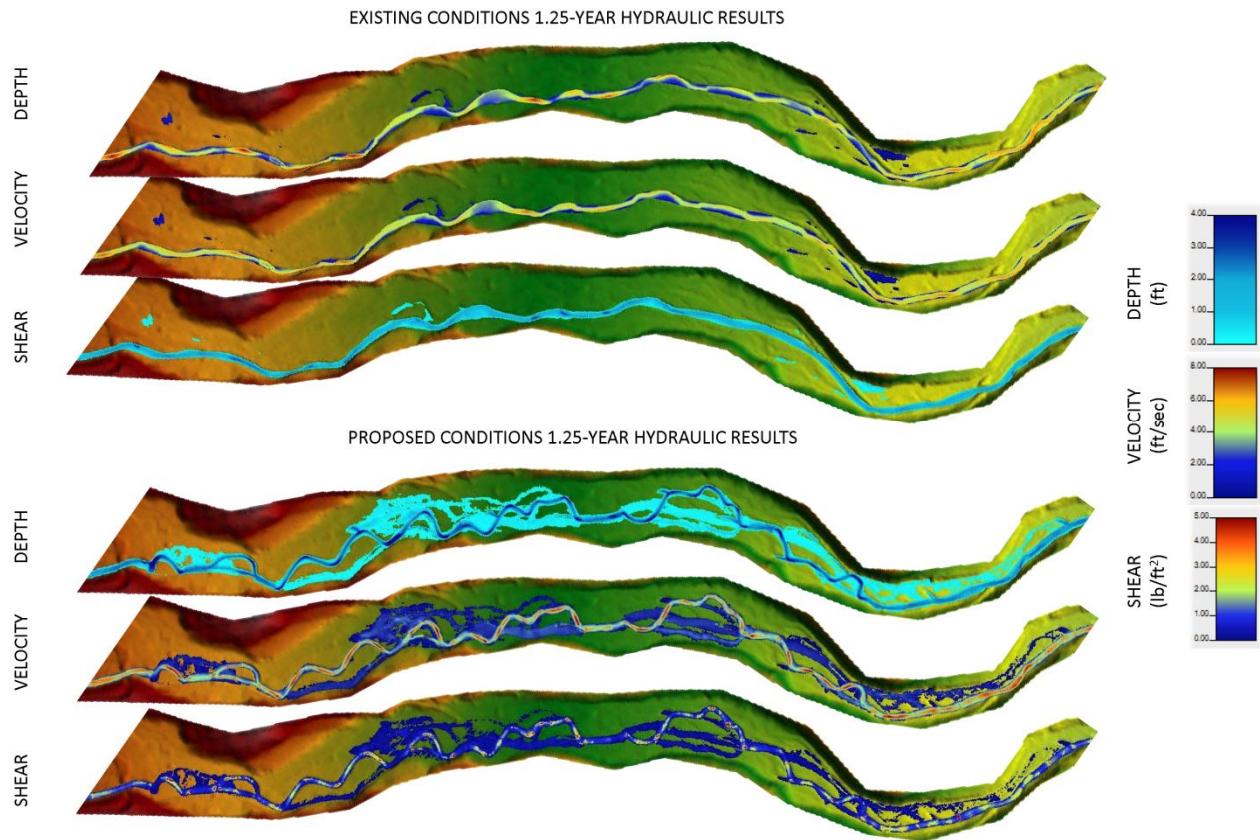 EXISTING CONDITIONS 1.25-YEAR HYDRAULIC RESULTS
DEPTH
VELOCITY
SHEAR
PROPOSED CONDITIONS 1.25-YEAR HYDRAULIC RESULTS
DEPTH
VELOCITY
SHEAR
DEPTH
(ft)
4.00
3.00
2.00
1.00
0.00
VELOCITY
(ft/sec)
8.00
6.00
4.00
2.00
0.00
SHEAR
(lb/ft²)
5.00
4.00
3.00
2.00
1.00
0.00